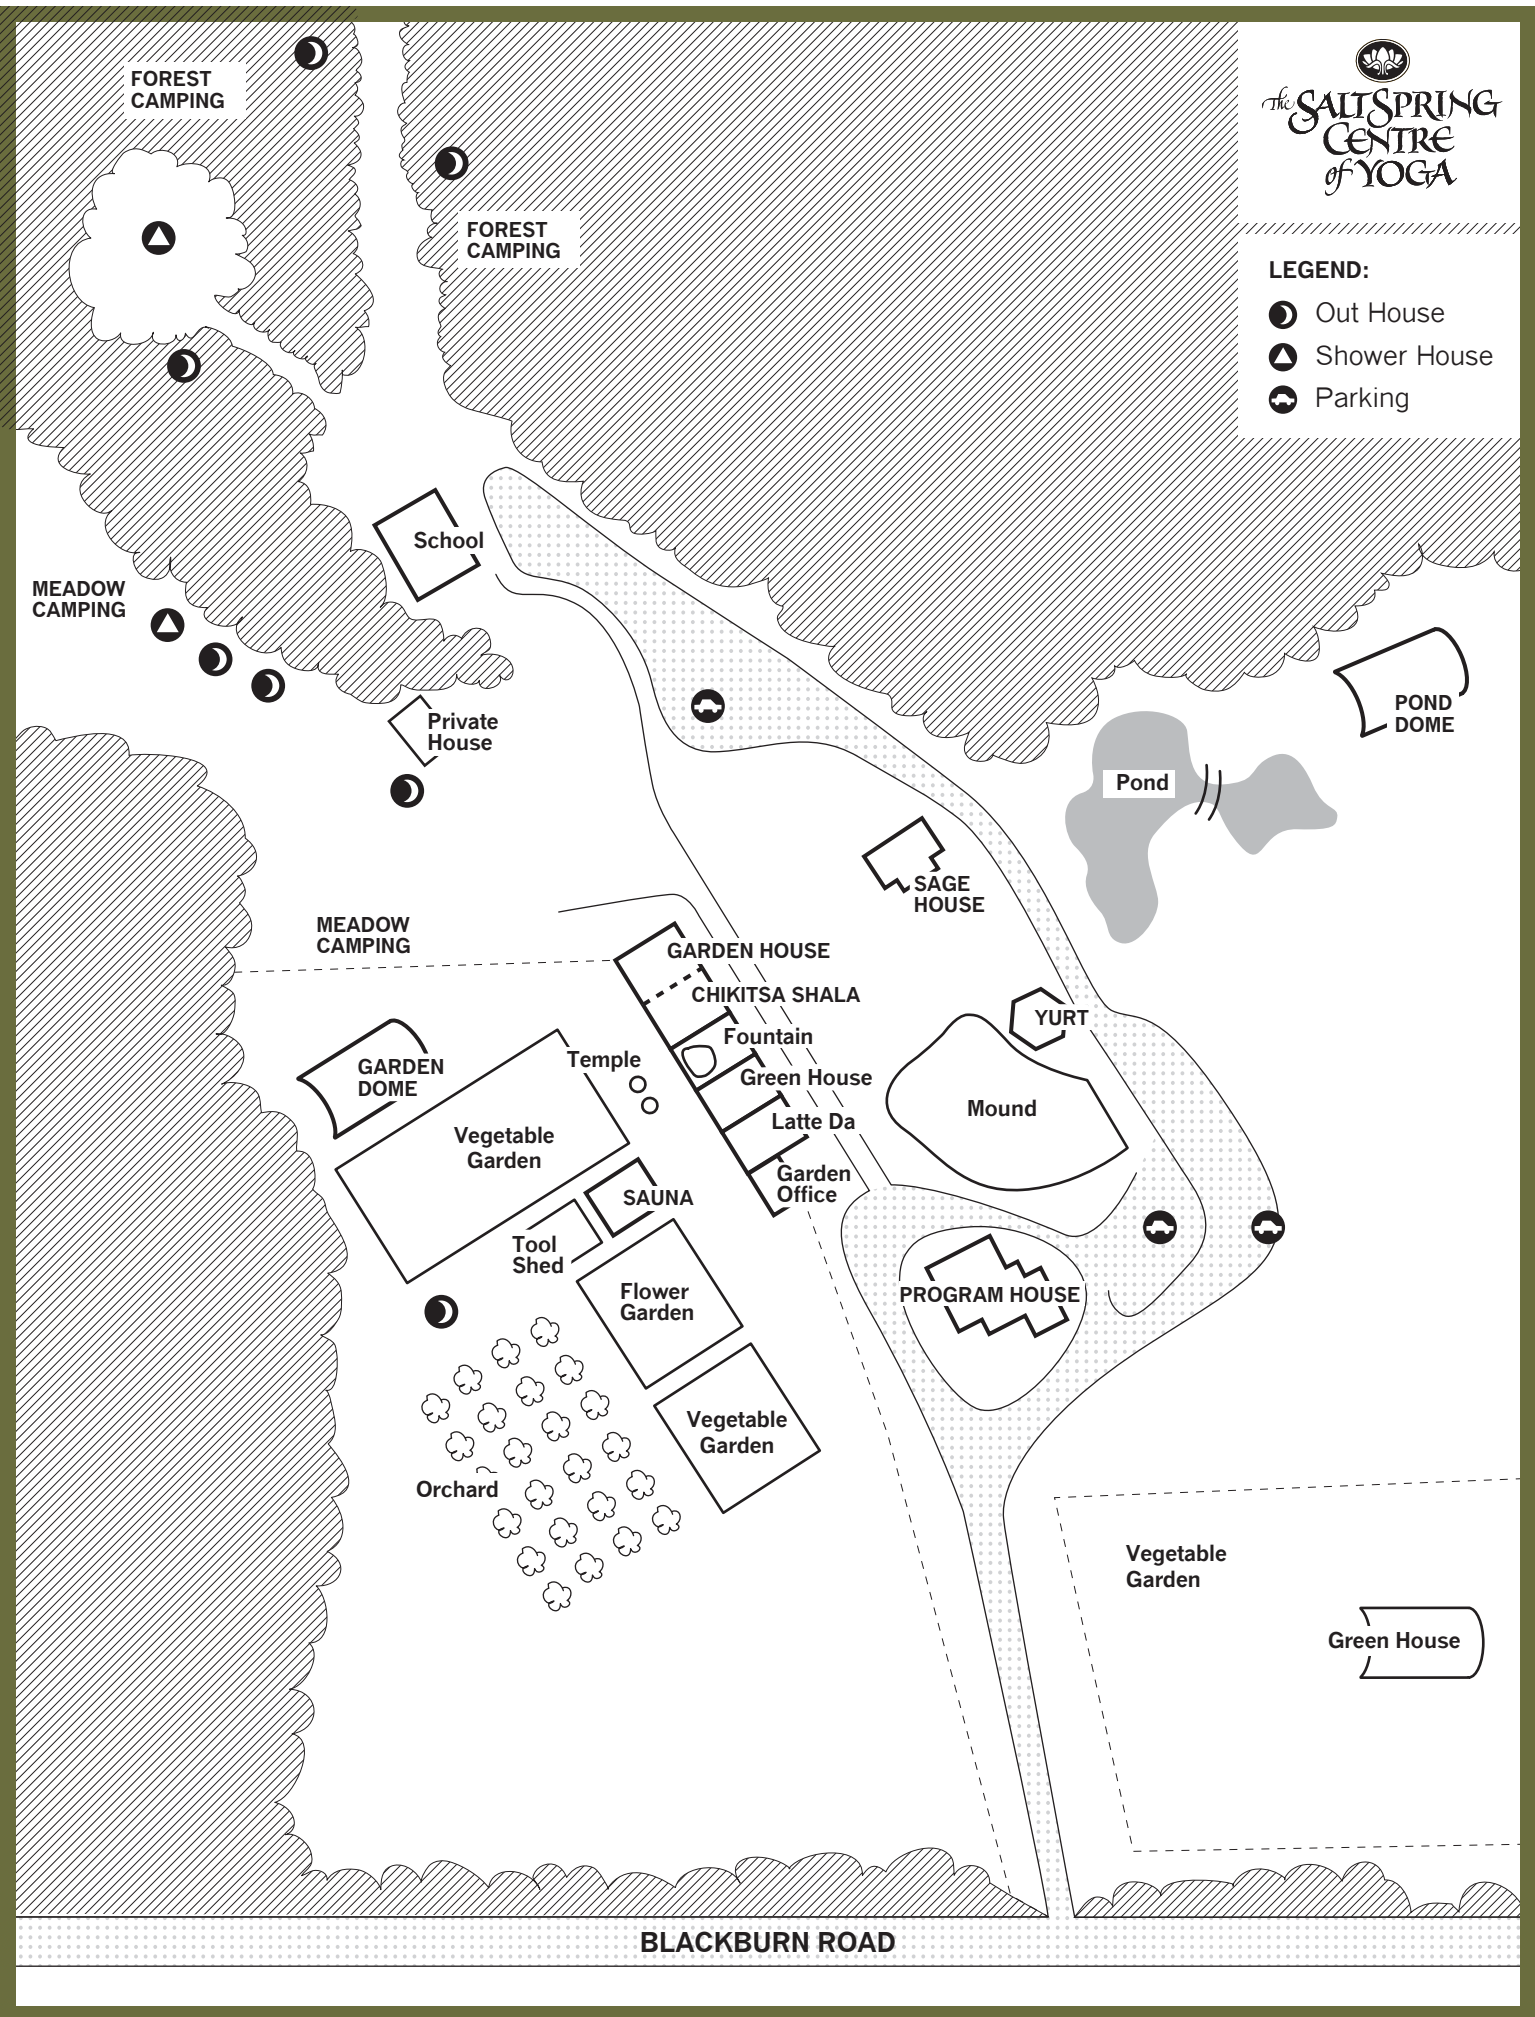 The SALT SPRING
CENTRE
of YOGA
LEGEND:
Out House
Shower House
Parking
FOREST
CAMPING
FOREST
CAMPING
School
MEADOW
CAMPING
Private
House
POND
DOME
Pond
SAGE
HOUSE
MEADOW
CAMPING
GARDEN HOUSE
CHIKITSA SHALA
Fountain
Green House
Latte Da
Garden
Office
YURT
Mound
Temple
GARDEN
DOME
Vegetable
Garden
SAUNA
Tool
Shed
Flower
Garden
PROGRAM HOUSE
Vegetable
Garden
Orchard
Vegetable
Garden
Green House
BLACKBURN ROAD